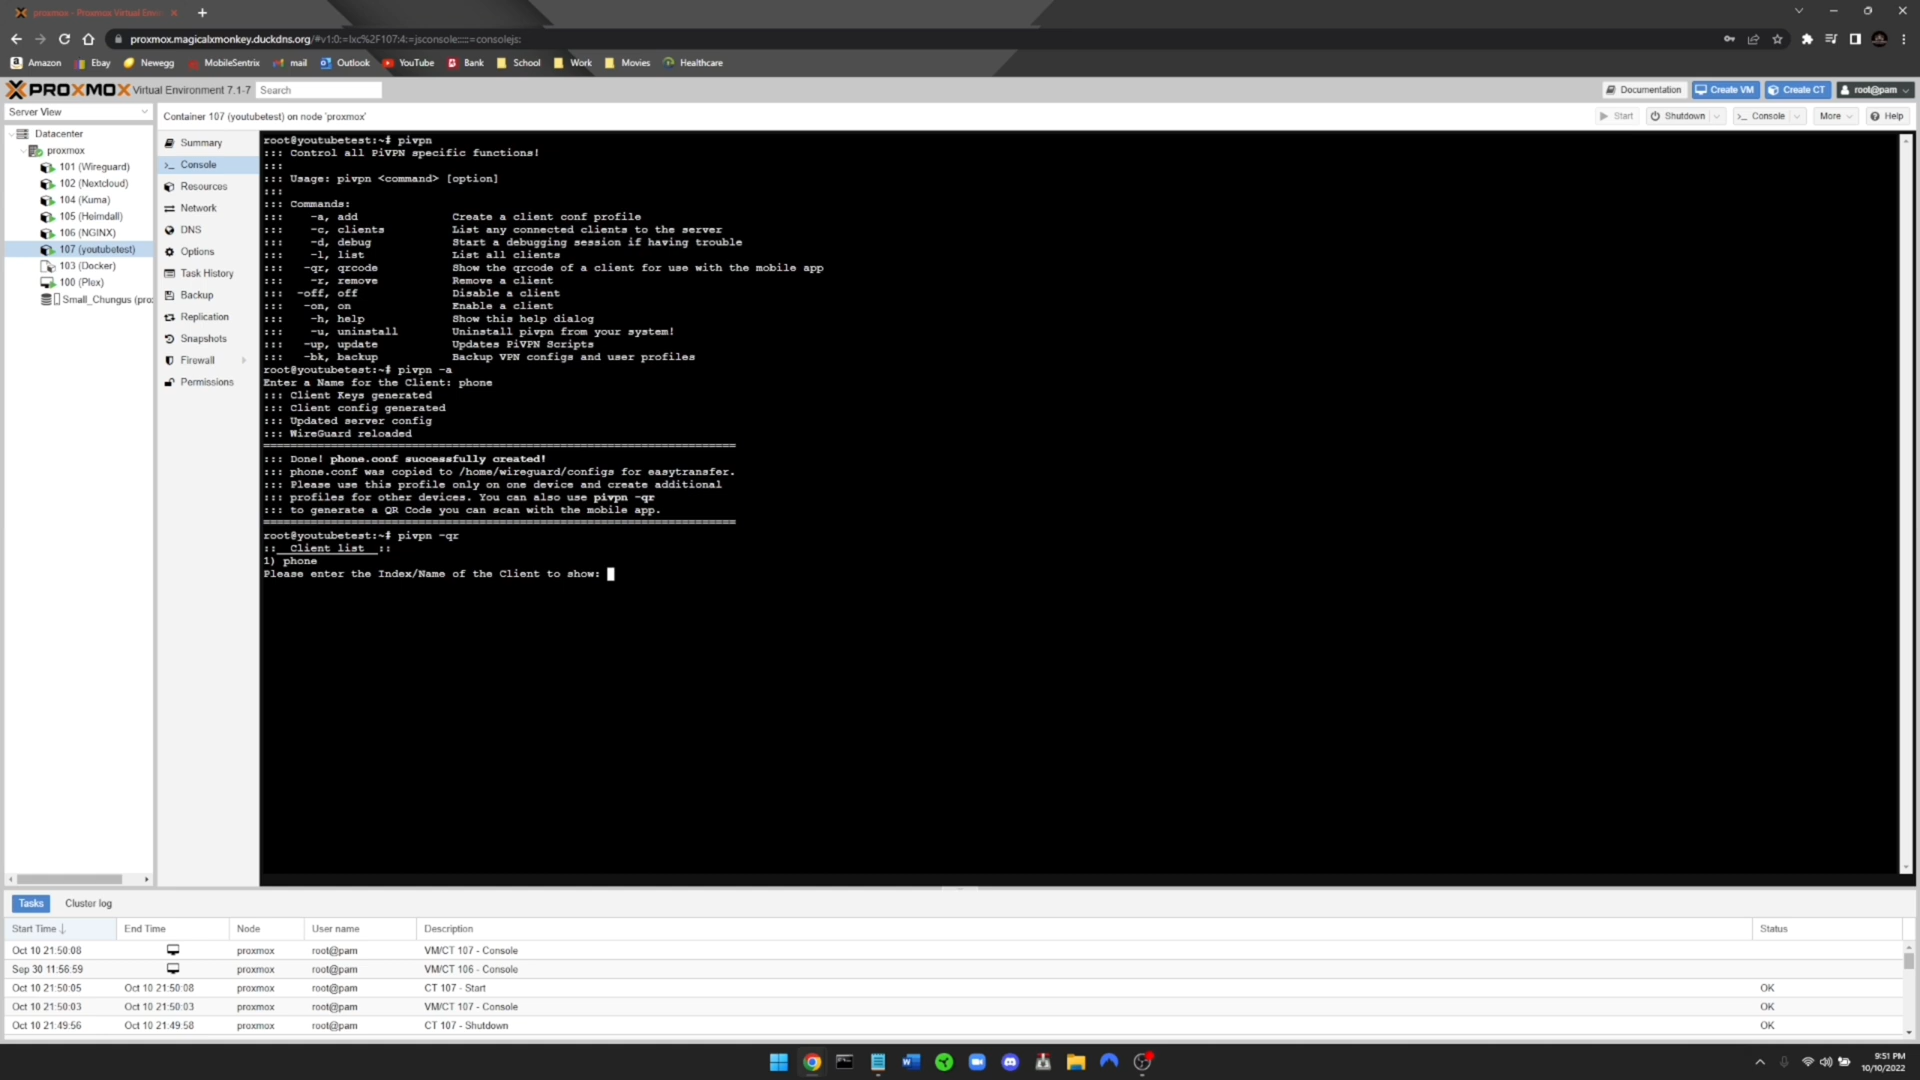 proxmox - Proxmox Virtual Envi
proxmox.magicalxmonkey.duckdns.org/#v1:0:=lxc%2F107:4:=jsconsole:::::=consolejs:
Amazon Ebay Newegg MobileSentrix mail Outlook YouTube Bank School Work Movies Healthcare
PROXMOX Virtual Environment 7.1-7 Search Documentation Create VM Create CT root@pam
Server View Container 107 (youtubetest) on node 'proxmox' Start Shutdown >_ Console More Help
Datacenter
proxmox
101 (Wireguard)
102 (Nextcloud)
104 (Kuma)
105 (Heimdall)
106 (NGINX)
107 (youtubetest)
103 (Docker)
100 (Plex)
Small_Chungus (pro
Summary
>_ Console
Resources
Network
DNS
Options
Task History
Backup
Replication
Snapshots
Firewall
Permissions
root@youtubetest:~# pivpn
::: Control all PiVPN specific functions!
:::
::: Usage: pivpn <command> [option]
:::
::: Commands:
::: -a, add Create a client conf profile
::: -c, clients List any connected clients to the server
::: -d, debug Start a debugging session if having trouble
::: -l, list List all clients
::: -qr, qrcode Show the qrcode of a client for use with the mobile app
::: -r, remove Remove a client
::: -off, off Disable a client
::: -on, on Enable a client
::: -h, help Show this help dialog
::: -u, uninstall Uninstall pivpn from your system!
::: -up, update Updates PiVPN Scripts
::: -bk, backup Backup VPN configs and user profiles
root@youtubetest:~# pivpn -a
Enter a Name for the Client: phone
::: Client Keys generated
::: Client config generated
::: Updated server config
::: WireGuard reloaded
======================================================================
::: Done! phone.conf successfully created!
::: phone.conf was copied to /home/wireguard/configs for easytransfer.
::: Please use this profile only on one device and create additional
::: profiles for other devices. You can also use pivpn -qr
::: to generate a QR Code you can scan with the mobile app.
======================================================================
root@youtubetest:~# pivpn -qr
:: Client list ::
1) phone
Please enter the Index/Name of the Client to show:
Tasks Cluster log
Start Time ↓ End Time Node User name Description Status
Oct 10 21:50:08 proxmox root@pam VM/CT 107 - Console
Sep 30 11:56:59 proxmox root@pam VM/CT 106 - Console
Oct 10 21:50:05 Oct 10 21:50:08 proxmox root@pam CT 107 - Start OK
Oct 10 21:50:03 Oct 10 21:50:03 proxmox root@pam VM/CT 107 - Console OK
Oct 10 21:49:56 Oct 10 21:49:58 proxmox root@pam CT 107 - Shutdown OK
9:51 PM
10/10/2022